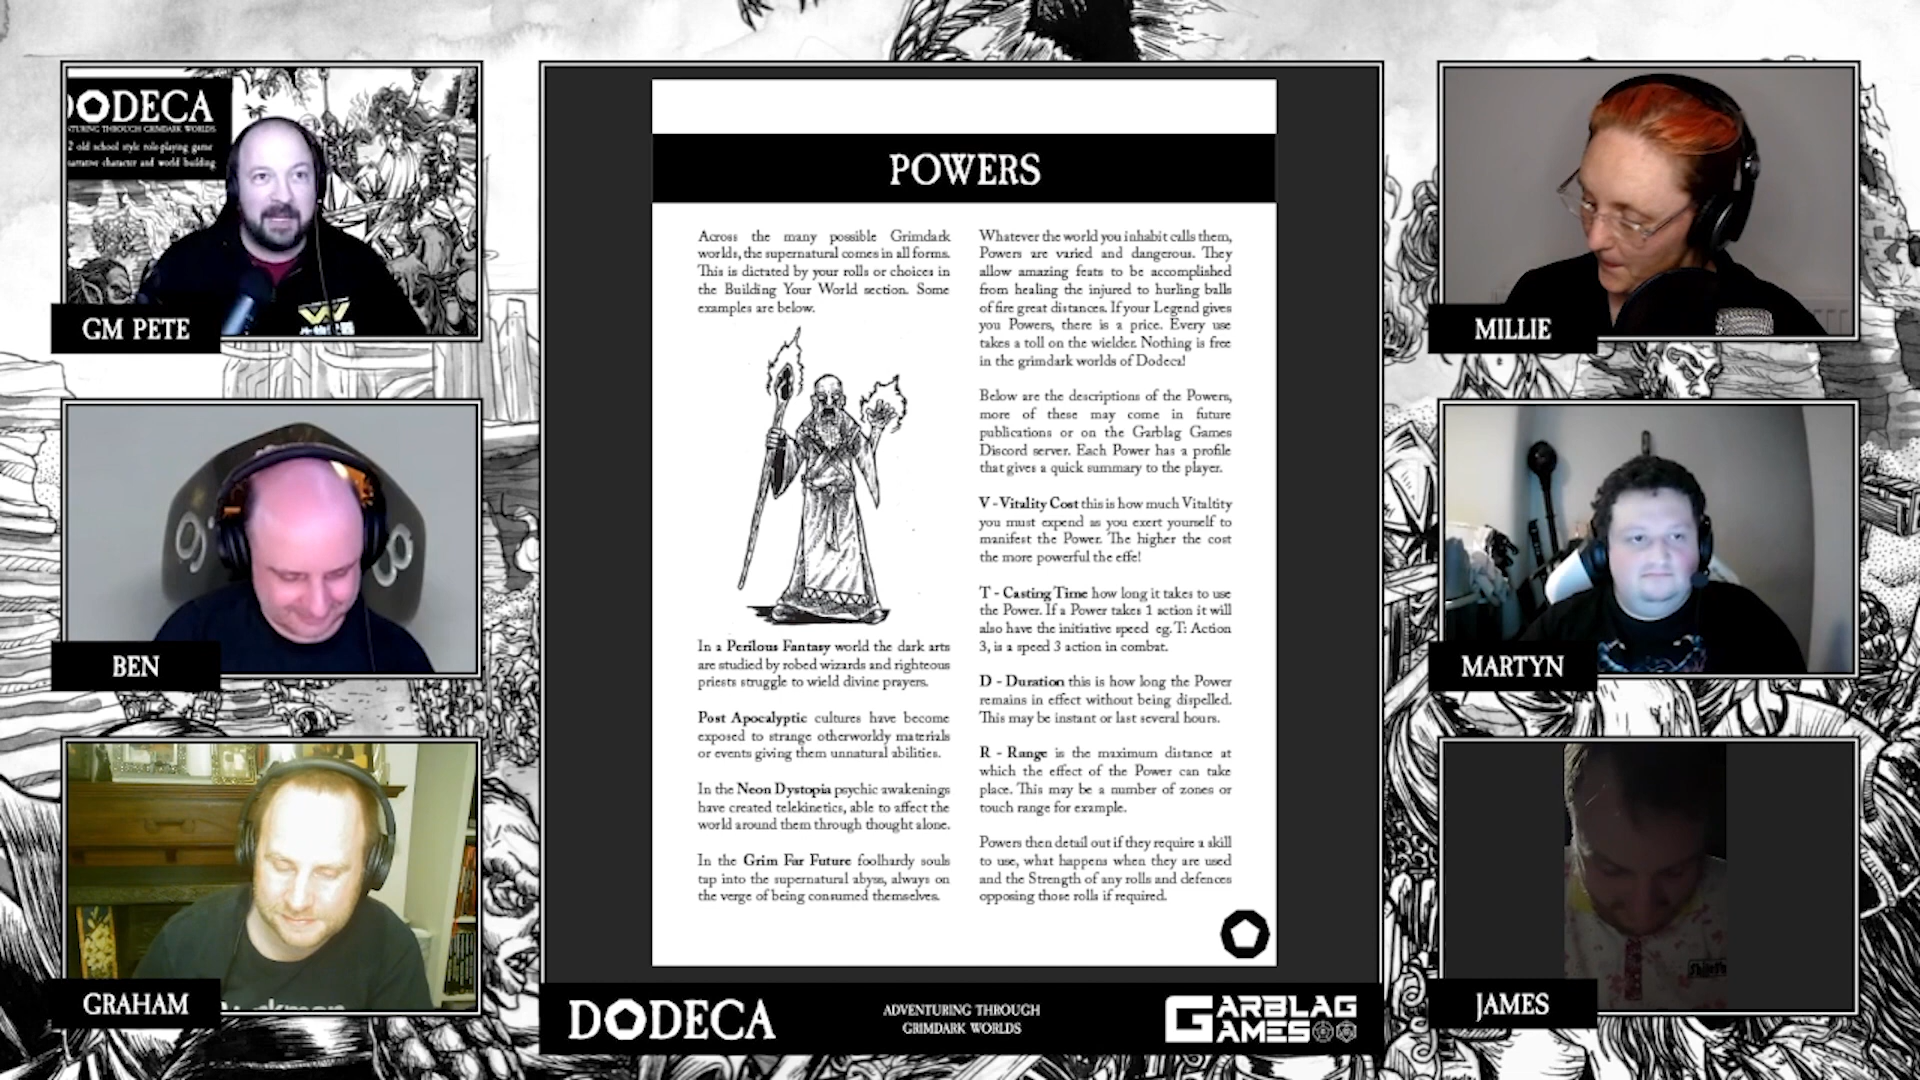 DODECA
TURING THROUGH GRIMDARK WORLDS
2 old school style role-playing game
narrative character and world building
GM PETE
BEN
GRAHAM
POWERS
Across the many possible Grimdark
worlds, the supernatural comes in all forms.
This is dictated by your rolls or choices in
the Building Your World section. Some
examples are below.
In a Perilous Fantasy world the dark arts
are studied by robed wizards and righteous
priests struggle to wield divine prayers.
Post Apocalyptic cultures have become
exposed to strange otherworldly materials
or events giving them unnatural abilities.
In the Neon Dystopia psychic awakenings
have created telekinetics, able to affect the
world around them through thought alone.
In the Grim Far Future foolhardy souls
tap into the supernatural abyss, always on
the verge of being consumed themselves.
Whatever the world you inhabit calls them,
Powers are varied and dangerous. They
allow amazing feats to be accomplished
from healing the injured to hurling balls
of fire great distances. If your Legend gives
you Powers, there is a price. Every use
takes a toll on the wielder. Nothing is free
in the grimdark worlds of Dodeca!
Below are the descriptions of the Powers,
more of these may come in future
publications or on the Garblag Games
Discord server. Each Power has a profile
that gives a quick summary to the player.
V - Vitality Cost this is how much Vitaltity
you must expend as you exert yourself to
manifest the Power. The higher the cost
the more powerful the effe!
T - Casting Time how long it takes to use
the Power. If a Power takes 1 action it will
also have the initiative speed eg. T: Action
3, is a speed 3 action in combat.
D - Duration this is how long the Power
remains in effect without being dispelled.
This may be instant or last several hours.
R - Range is the maximum distance at
which the effect of the Power can take
place. This may be a number of zones or
touch range for example.
Powers then detail out if they require a skill
to use, what happens when they are used
and the Strength of any rolls and defences
opposing those rolls if required.
DODECA
ADVENTURING THROUGH
GRIMDARK WORLDS
GARBLAG
GAMES
MILLIE
MARTYN
JAMES